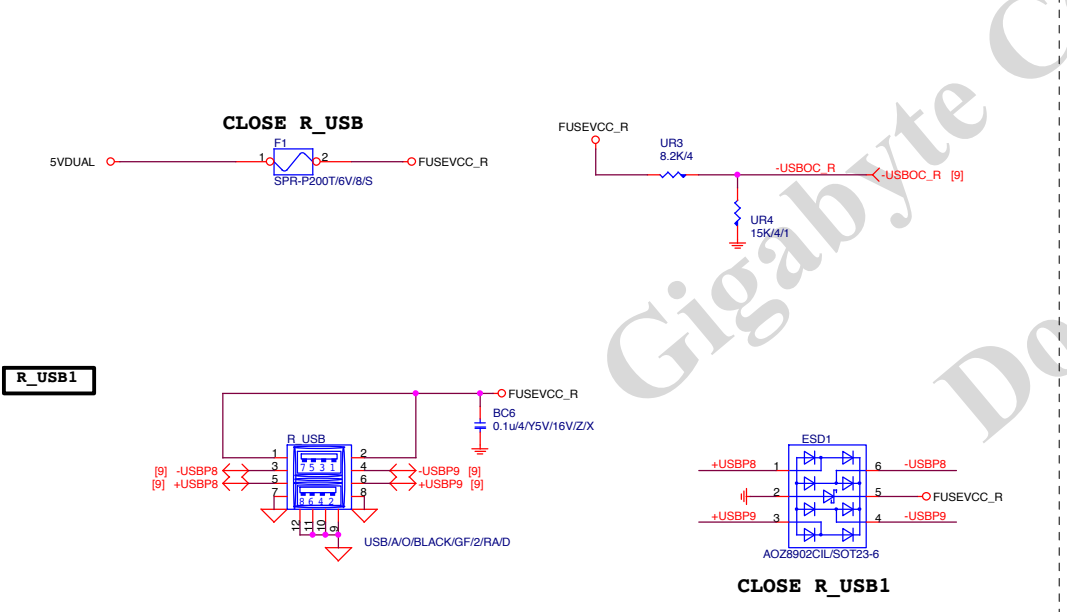 CLOSE R_USB
F1
5VDUAL
1
2
FUSEVCC_R
SPR-P200T/6V/8/S
FUSEVCC_R
UR3
8.2K/4
-USBOC_R
-USBOC_R [9]
UR4
15K/4/1
Gigabyte C
Do
R_USB1
FUSEVCC_R
BC6
0.1u/4/Y5V/16V/Z/X
R_USB
1
2
[9] -USBP8
3
7 5 3 1
4
-USBP9 [9]
[9] +USBP8
5
6
+USBP9 [9]
7
8 6 4 2
8
12
11
10
9
USB/A/O/BLACK/GF/2/RA/D
ESD1
+USBP8
1
6
-USBP8
2
5
FUSEVCC_R
+USBP9
3
4
-USBP9
AOZ8902CIL/SOT23-6
CLOSE R_USB1